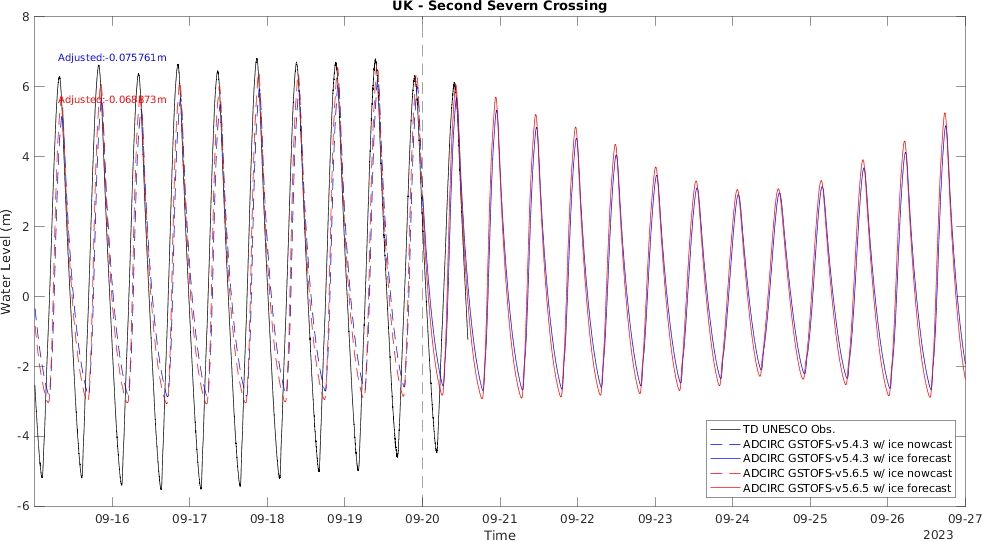 UK - Second Severn Crossing
Water Level (m)
8
6
4
2
0
-2
-4
-6
Adjusted:-0.075761m
Adjusted:-0.068373m
TD UNESCO Obs.
ADCIRC GSTOFS-v5.4.3 w/ ice nowcast
ADCIRC GSTOFS-v5.4.3 w/ ice forecast
ADCIRC GSTOFS-v5.6.5 w/ ice nowcast
ADCIRC GSTOFS-v5.6.5 w/ ice forecast
09-16 09-17 09-18 09-19 09-20 09-21 09-22 09-23 09-24 09-25 09-26 09-27
Time
2023